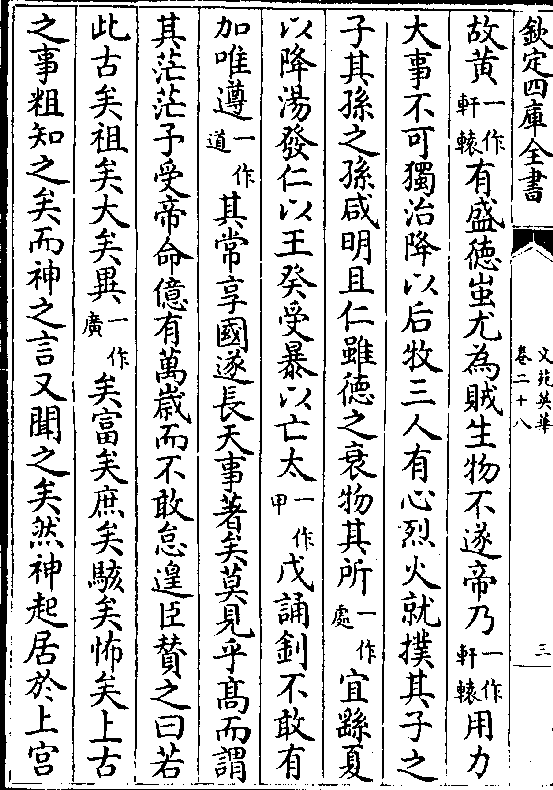 欽定四庫全書
文苑英華
卷二十八
三
故黃一作軒轅有盛德蚩尤為賊生物不遂帝乃一作軒轅用力
大事不可獨治降以后牧三人有心烈火就撲其子之
子其孫之孫咸明且仁雖德之衰物其所一作處宜繇夏
以降湯發仁以王癸受暴以亡太一作甲戊誦釗不敢有
加唯遵一作道其常享國遂長天事著矣莫見乎高而謂
其茫茫予受帝命億有萬歲而不敢怠遑臣贊之曰若
此古矣祖矣大矣異一作廣矣富矣庶矣駭矣怖矣上古
之事粗知之矣而神之言又聞之矣然神起居於上宫